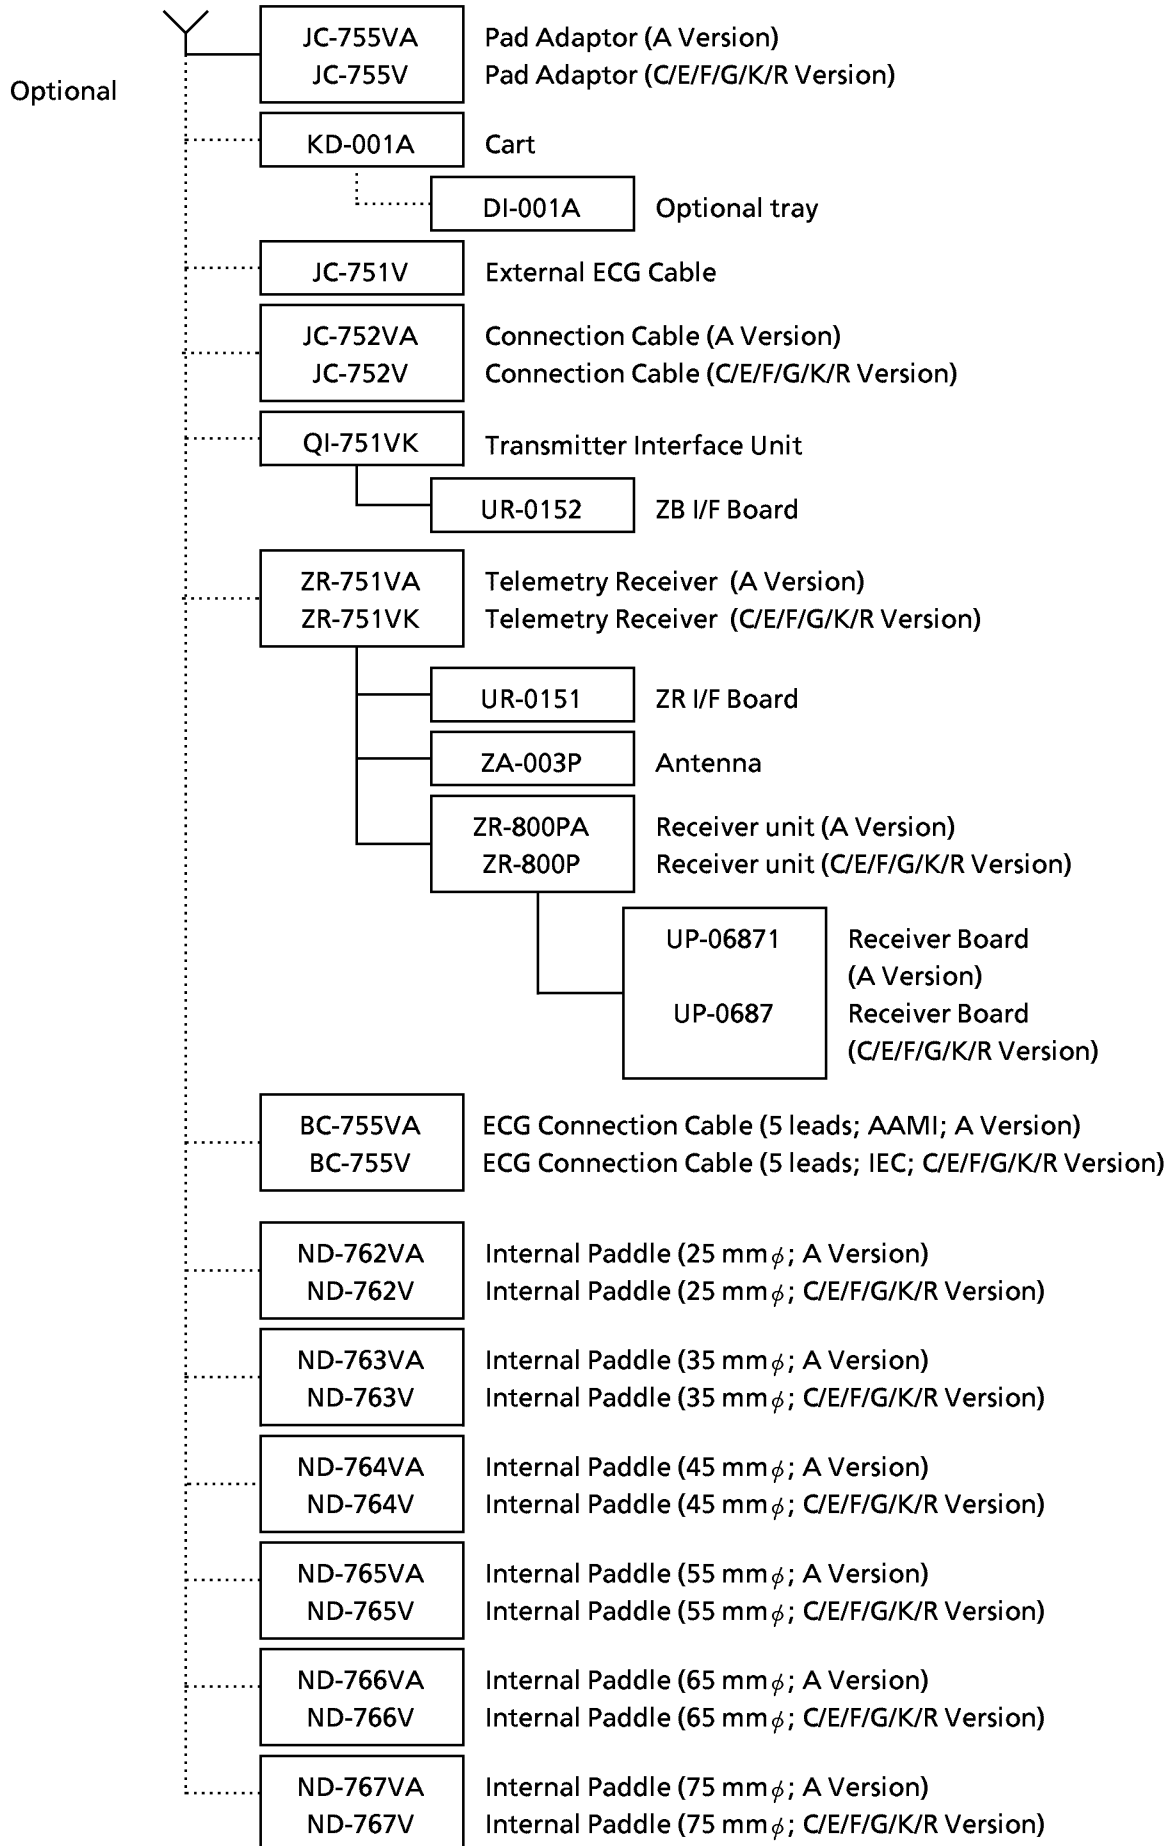 JC-755VA Pad Adaptor (A Version)
JC-755V Pad Adaptor (C/E/F/G/K/R Version)
Optional
KD-001A Cart
DI-001A Optional tray
JC-751V External ECG Cable
JC-752VA Connection Cable (A Version)
JC-752V Connection Cable (C/E/F/G/K/R Version)
QI-751VK Transmitter Interface Unit
UR-0152 ZB I/F Board
ZR-751VA Telemetry Receiver (A Version)
ZR-751VK Telemetry Receiver (C/E/F/G/K/R Version)
UR-0151 ZR I/F Board
ZA-003P Antenna
ZR-800PA Receiver unit (A Version)
ZR-800P Receiver unit (C/E/F/G/K/R Version)
UP-06871 Receiver Board
(A Version)
UP-0687 Receiver Board
(C/E/F/G/K/R Version)
BC-755VA ECG Connection Cable (5 leads; AAMI; A Version)
BC-755V ECG Connection Cable (5 leads; IEC; C/E/F/G/K/R Version)
ND-762VA Internal Paddle (25 mmϕ; A Version)
ND-762V Internal Paddle (25 mmϕ; C/E/F/G/K/R Version)
ND-763VA Internal Paddle (35 mmϕ; A Version)
ND-763V Internal Paddle (35 mmϕ; C/E/F/G/K/R Version)
ND-764VA Internal Paddle (45 mmϕ; A Version)
ND-764V Internal Paddle (45 mmϕ; C/E/F/G/K/R Version)
ND-765VA Internal Paddle (55 mmϕ; A Version)
ND-765V Internal Paddle (55 mmϕ; C/E/F/G/K/R Version)
ND-766VA Internal Paddle (65 mmϕ; A Version)
ND-766V Internal Paddle (65 mmϕ; C/E/F/G/K/R Version)
ND-767VA Internal Paddle (75 mmϕ; A Version)
ND-767V Internal Paddle (75 mmϕ; C/E/F/G/K/R Version)